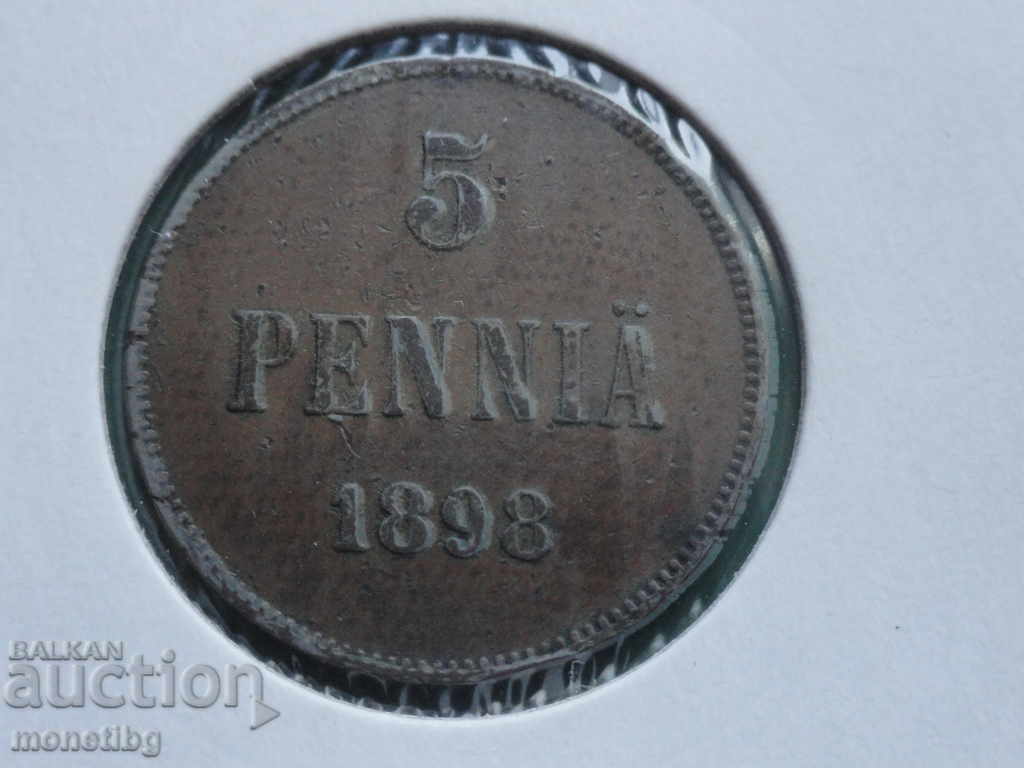 5
PENNIÄ
1898
BALKAN
auction
monetibg